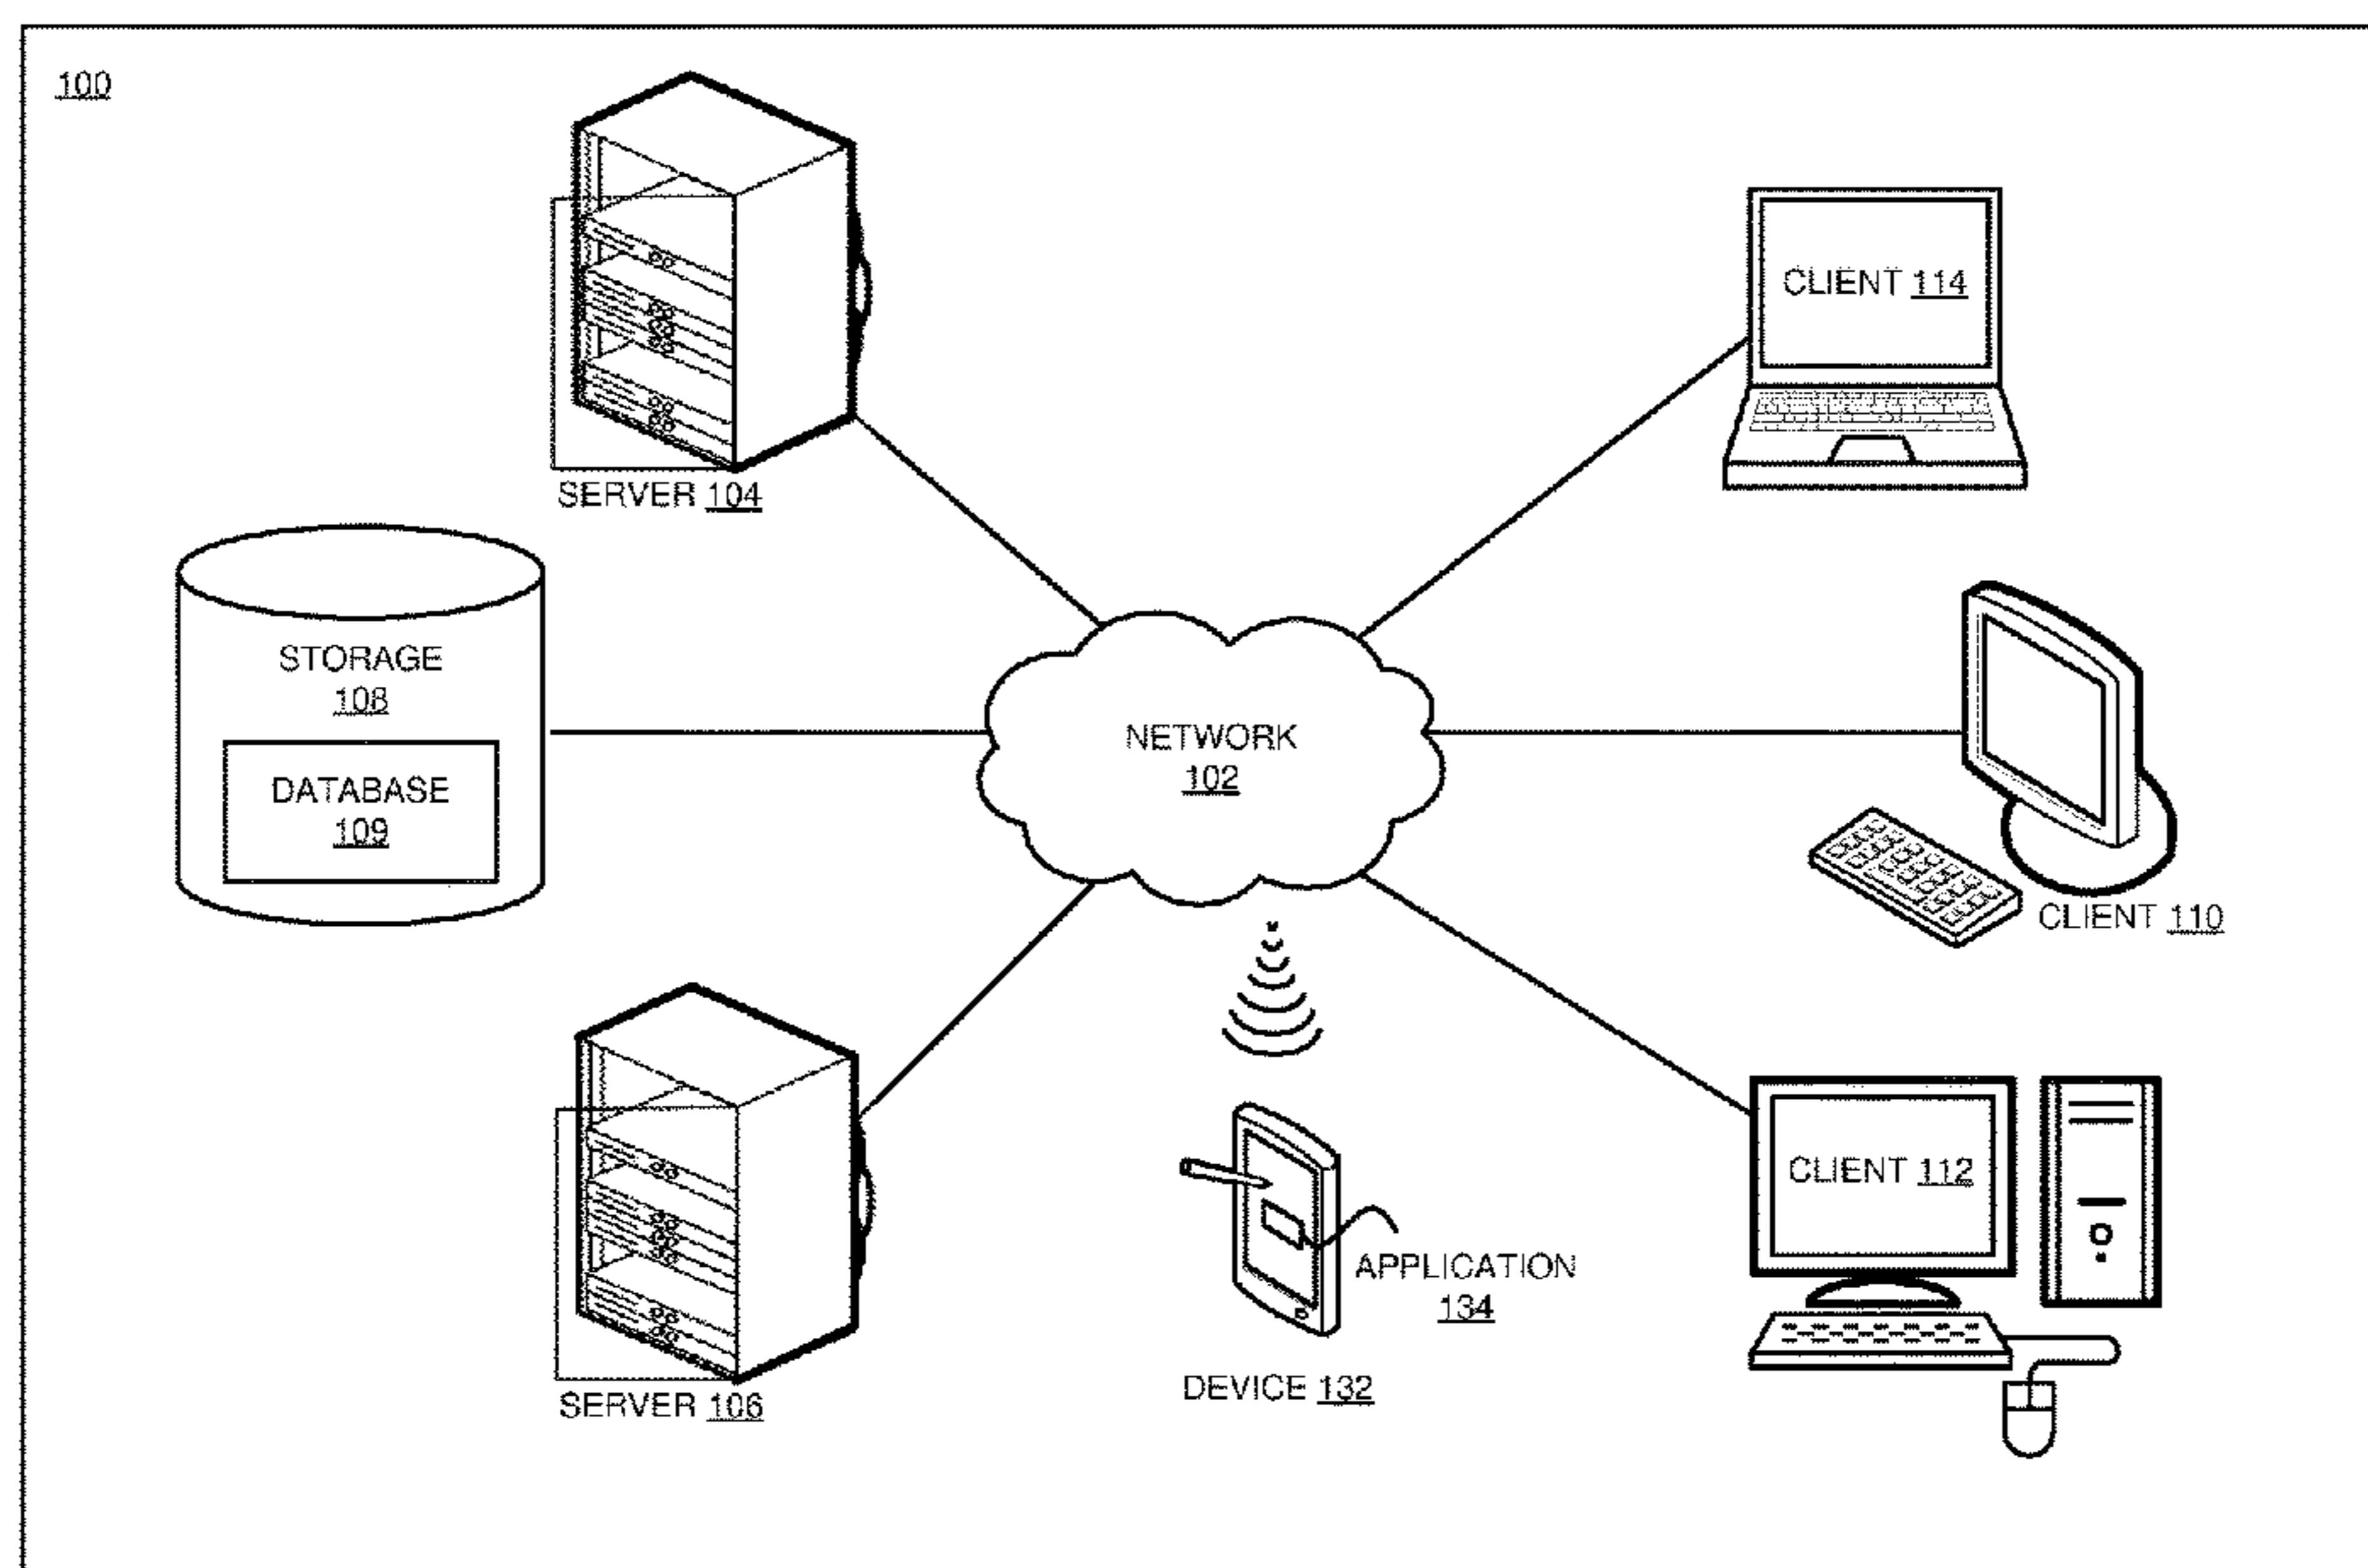 100
SERVER 104
CLIENT 114
STORAGE
108
DATABASE
109
NETWORK
102
CLIENT 110
SERVER 106
APPLICATION
134
DEVICE 132
CLIENT 112